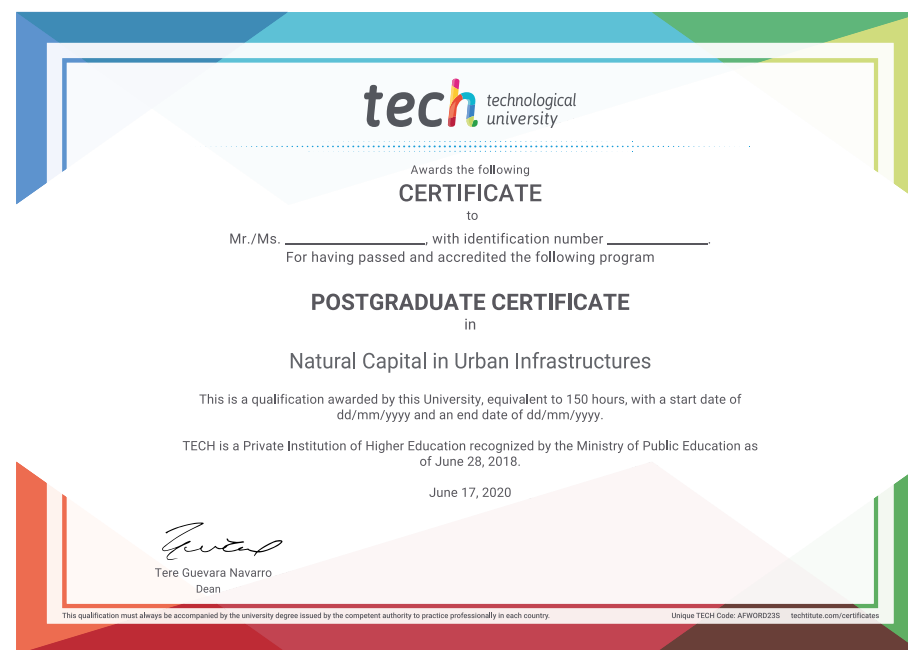 tech technological
university
Awards the following
CERTIFICATE
to
Mr./Ms. ________________, with identification number ____________.
For having passed and accredited the following program
POSTGRADUATE CERTIFICATE
in
Natural Capital in Urban Infrastructures
This is a qualification awarded by this University, equivalent to 150 hours, with a start date of
dd/mm/yyyy and an end date of dd/mm/yyyy.
TECH is a Private Institution of Higher Education recognized by the Ministry of Public Education as
of June 28, 2018.
June 17, 2020
Tere Guevara Navarro
Dean
This qualification must always be accompanied by the university degree issued by the competent authority to practice professionally in each country. Unique TECH Code: AFWORD23S techtitute.com/certificates